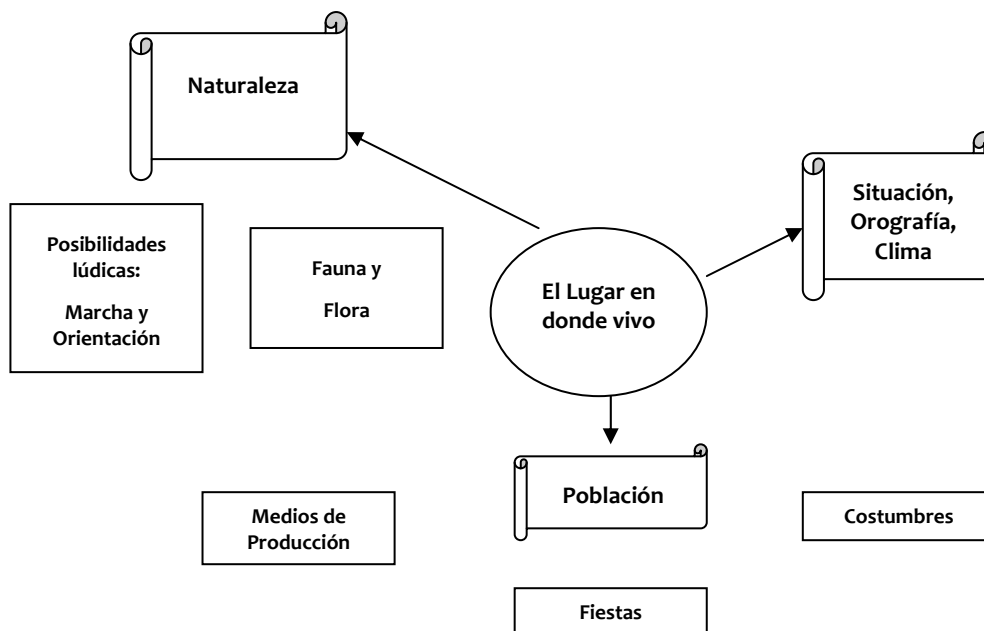 Naturaleza
Situación,
Orografía,
Clima
Posibilidades
lúdicas:
Marcha y
Orientación
Fauna y
Flora
El Lugar en
donde vivo
Población
Medios de
Producción
Costumbres
Fiestas